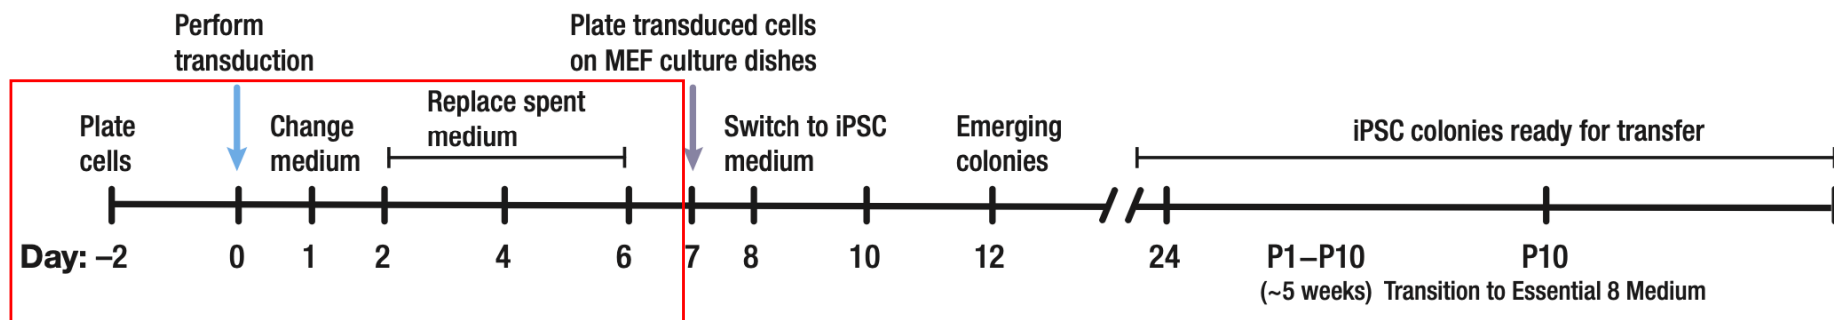 Perform
transduction
Plate transduced cells
on MEF culture dishes
Plate
cells
Change
medium
Replace spent
medium
Switch to iPSC
medium
Emerging
colonies
iPSC colonies ready for transfer
Day: –2 0 1 2 4 6 7 8 10 12 24 P1–P10 P10
(~5 weeks) Transition to Essential 8 Medium